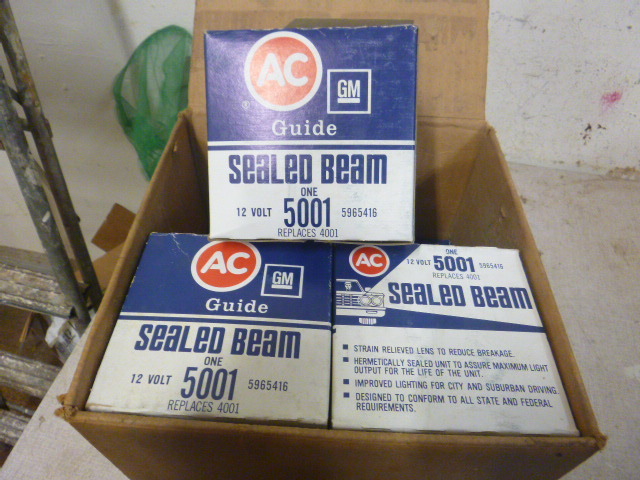 AC
®
GM
Guide
SEALED BEAM
ONE
12 VOLT 5001 5965416
REPLACES 4001
AC
GM
Guide
SEALED BEAM
ONE
12 VOLT 5001 5965416
REPLACES 4001
AC
ONE
12 VOLT 5001 5965416
REPLACES 4001
SEALED BEAM
STRAIN RELIEVED LENS TO REDUCE BREAKAGE.
HERMETICALLY SEALED UNIT TO ASSURE MAXIMUM LIGHT
OUTPUT FOR THE LIFE OF THE UNIT.
IMPROVED LIGHTING FOR CITY AND SUBURBAN DRIVING.
DESIGNED TO CONFORM TO ALL STATE AND FEDERAL
REQUIREMENTS.